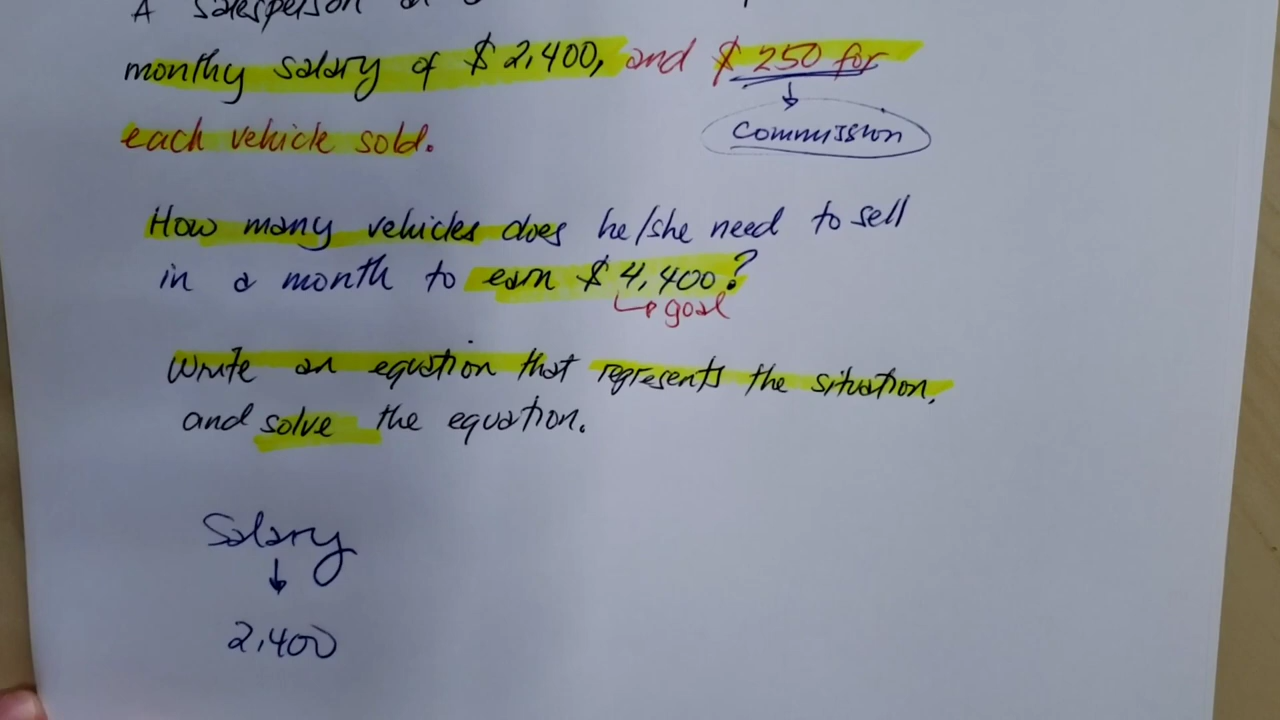 A salesperson
monthy salary of $2,400, and $250 for
each vehicle sold.
Commission
How many vehicles does he/she need to sell
in a month to earn $4,400?
goal
Write an equation that represents the situation,
and solve the equation.
Salary
2,400